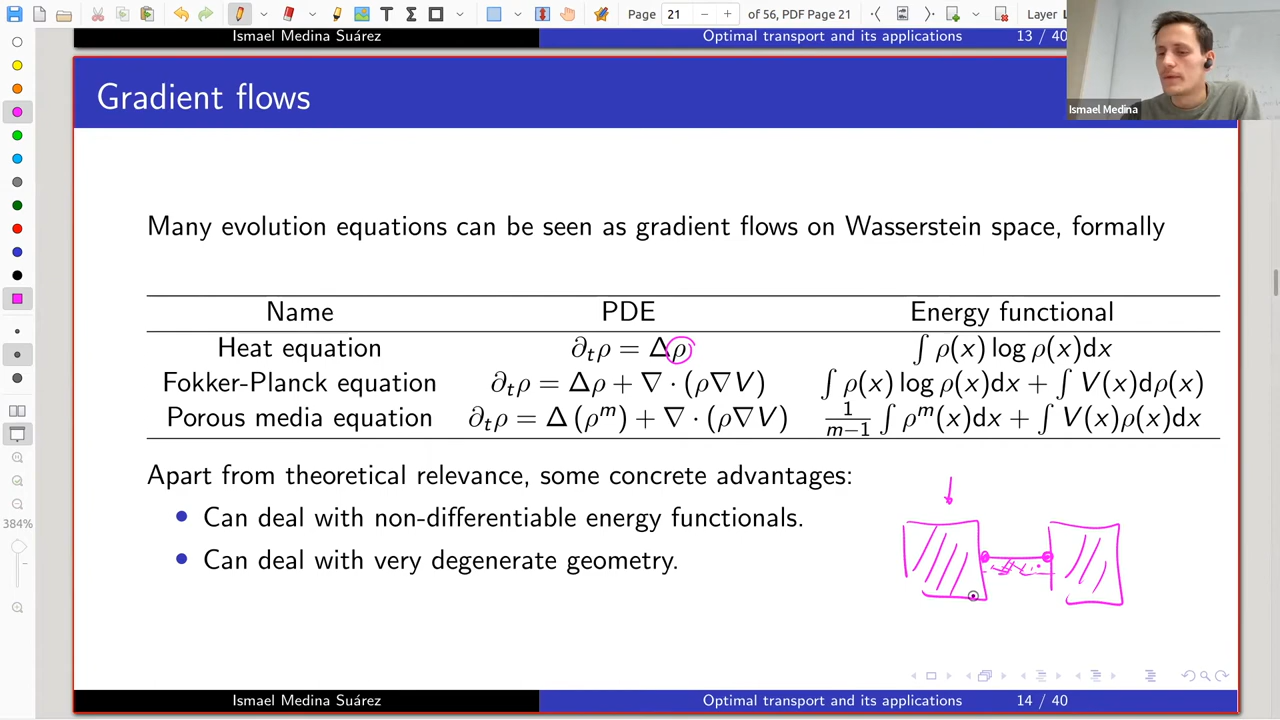 Page 21 of 56, PDF Page 21 Layer
Ismael Medina Suárez Optimal transport and its applications 13 / 40
Ismael Medina
Gradient flows
Many evolution equations can be seen as gradient flows on Wasserstein space, formally
Name PDE Energy functional
Heat equation ∂ₜρ = Δρ ∫ ρ(x) log ρ(x)dx
Fokker-Planck equation ∂ₜρ = Δρ + ∇ · (ρ∇V) ∫ ρ(x) log ρ(x)dx + ∫ V(x)dρ(x)
Porous media equation ∂ₜρ = Δ (ρᵐ) + ∇ · (ρ∇V) 1/(m−1) ∫ ρᵐ(x)dx + ∫ V(x)ρ(x)dx
Apart from theoretical relevance, some concrete advantages:
• Can deal with non-differentiable energy functionals.
• Can deal with very degenerate geometry.
384%
Ismael Medina Suárez Optimal transport and its applications 14 / 40